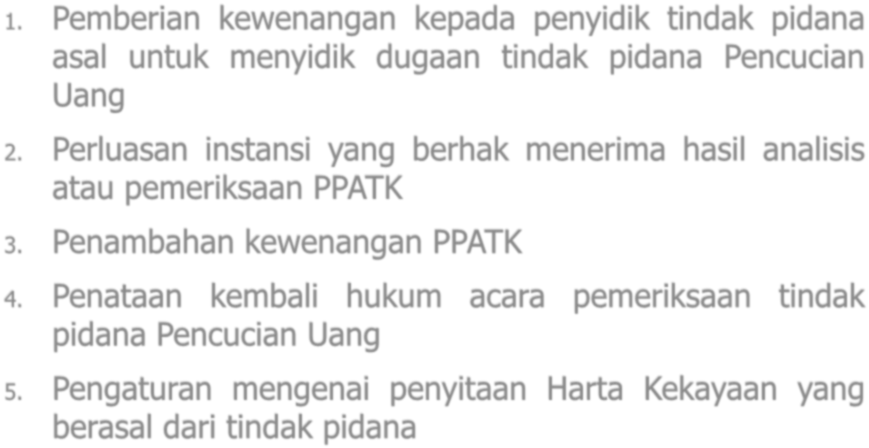 1. Pemberian kewenangan kepada penyidik tindak pidana
asal untuk menyidik dugaan tindak pidana Pencucian
Uang
2. Perluasan instansi yang berhak menerima hasil analisis
atau pemeriksaan PPATK
3. Penambahan kewenangan PPATK
4. Penataan kembali hukum acara pemeriksaan tindak
pidana Pencucian Uang
5. Pengaturan mengenai penyitaan Harta Kekayaan yang
berasal dari tindak pidana